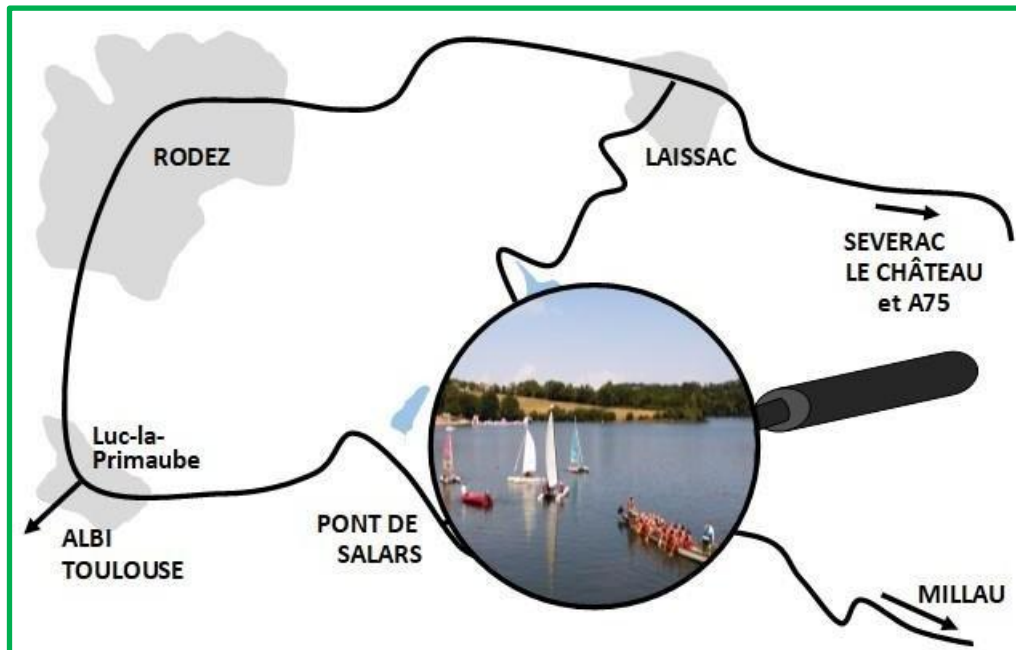 RODEZ
LAISSAC
SEVERAC
LE CHÂTEAU
et A75
Luc-la-
Primaube
ALBI
TOULOUSE
PONT DE
SALARS
MILLAU